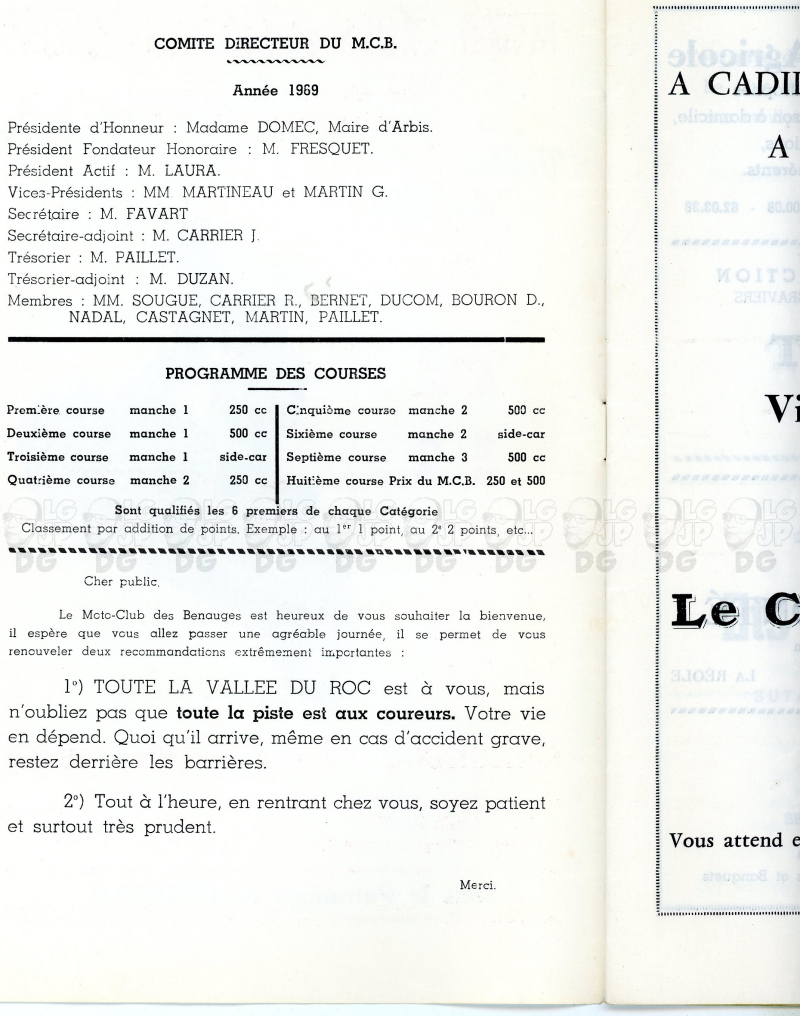 COMITE DIRECTEUR DU M.C.B.
Année 1969
Présidente d'Honneur : Madame DOMEC, Maire d'Arbis.
Président Fondateur Honoraire : M. FRESQUET.
Président Actif : M. LAURA.
Vices-Présidents : MM. MARTINEAU et MARTIN G.
Secrétaire : M. FAVART
Secrétaire-adjoint : M. CARRIER J.
Trésorier : M. PAILLET.
Trésorier-adjoint : M. DUZAN.
Membres : MM. SOUGUE, CARRIER R., BERNET, DUCOM, BOURON D.,
NADAL, CASTAGNET, MARTIN, PAILLET.
PROGRAMME DES COURSES
Première course manche 1 250 cc
Deuxième course manche 1 500 cc
Troisième course manche 1 side-car
Quatrième course manche 2 250 cc
Cinquième course manche 2 500 cc
Sixième course manche 2 side-car
Septième course manche 3 500 cc
Huitième course Prix du M.C.B. 250 et 500
Sont qualifiés les 6 premiers de chaque Catégorie
Classement par addition de points. Exemple : au 1er 1 point, au 2e 2 points, etc...
Cher public,
Le Moto-Club des Benauges est heureux de vous souhaiter la bienvenue,
il espère que vous allez passer une agréable journée, il se permet de vous
renouveler deux recommandations extrêmement importantes :
1°) TOUTE LA VALLEE DU ROC est à vous, mais
n'oubliez pas que toute la piste est aux coureurs. Votre vie
en dépend. Quoi qu'il arrive, même en cas d'accident grave,
restez derrière les barrières.
2°) Tout à l'heure, en rentrant chez vous, soyez patient
et surtout très prudent.
Merci.
A CADIL
A
Vi
Le C
Vous attend e
LG JP DG